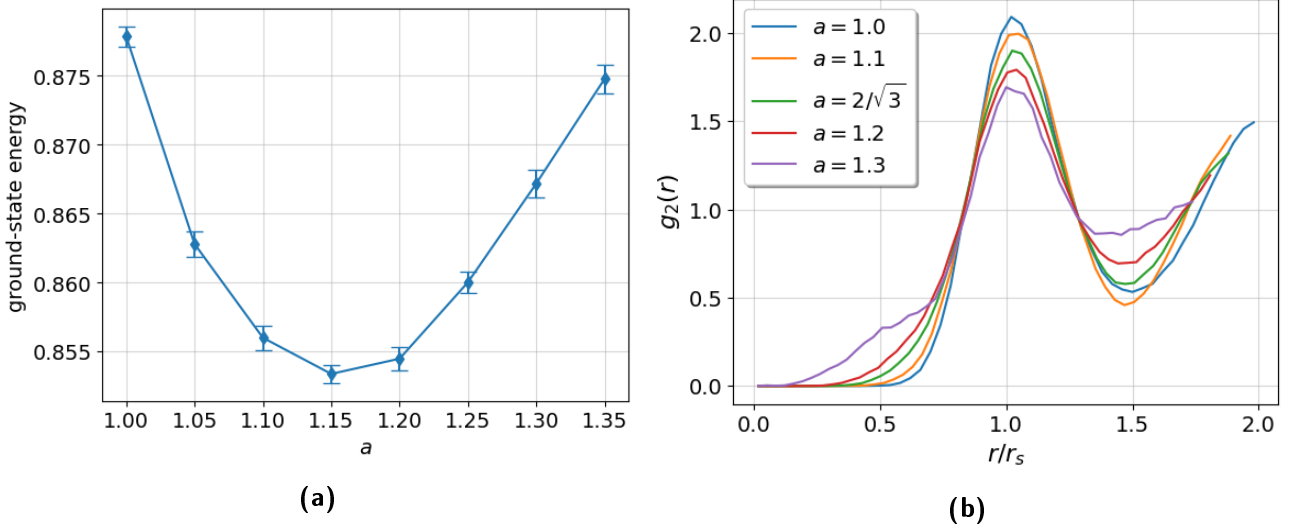 ground-state energy
0.875
0.870
0.865
0.860
0.855
1.00 1.05 1.10 1.15 1.20 1.25 1.30 1.35
a
(a)
g₂(r)
2.0
1.5
1.0
0.5
0.0
a = 1.0
a = 1.1
a = 2/√3
a = 1.2
a = 1.3
0.0 0.5 1.0 1.5 2.0
r/rₛ
(b)